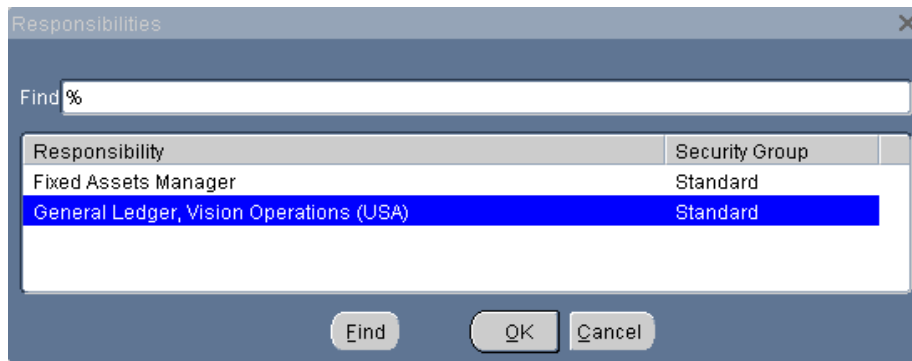 Responsibilities
Find %
Responsibility Security Group
Fixed Assets Manager Standard
General Ledger, Vision Operations (USA) Standard
Find OK Cancel